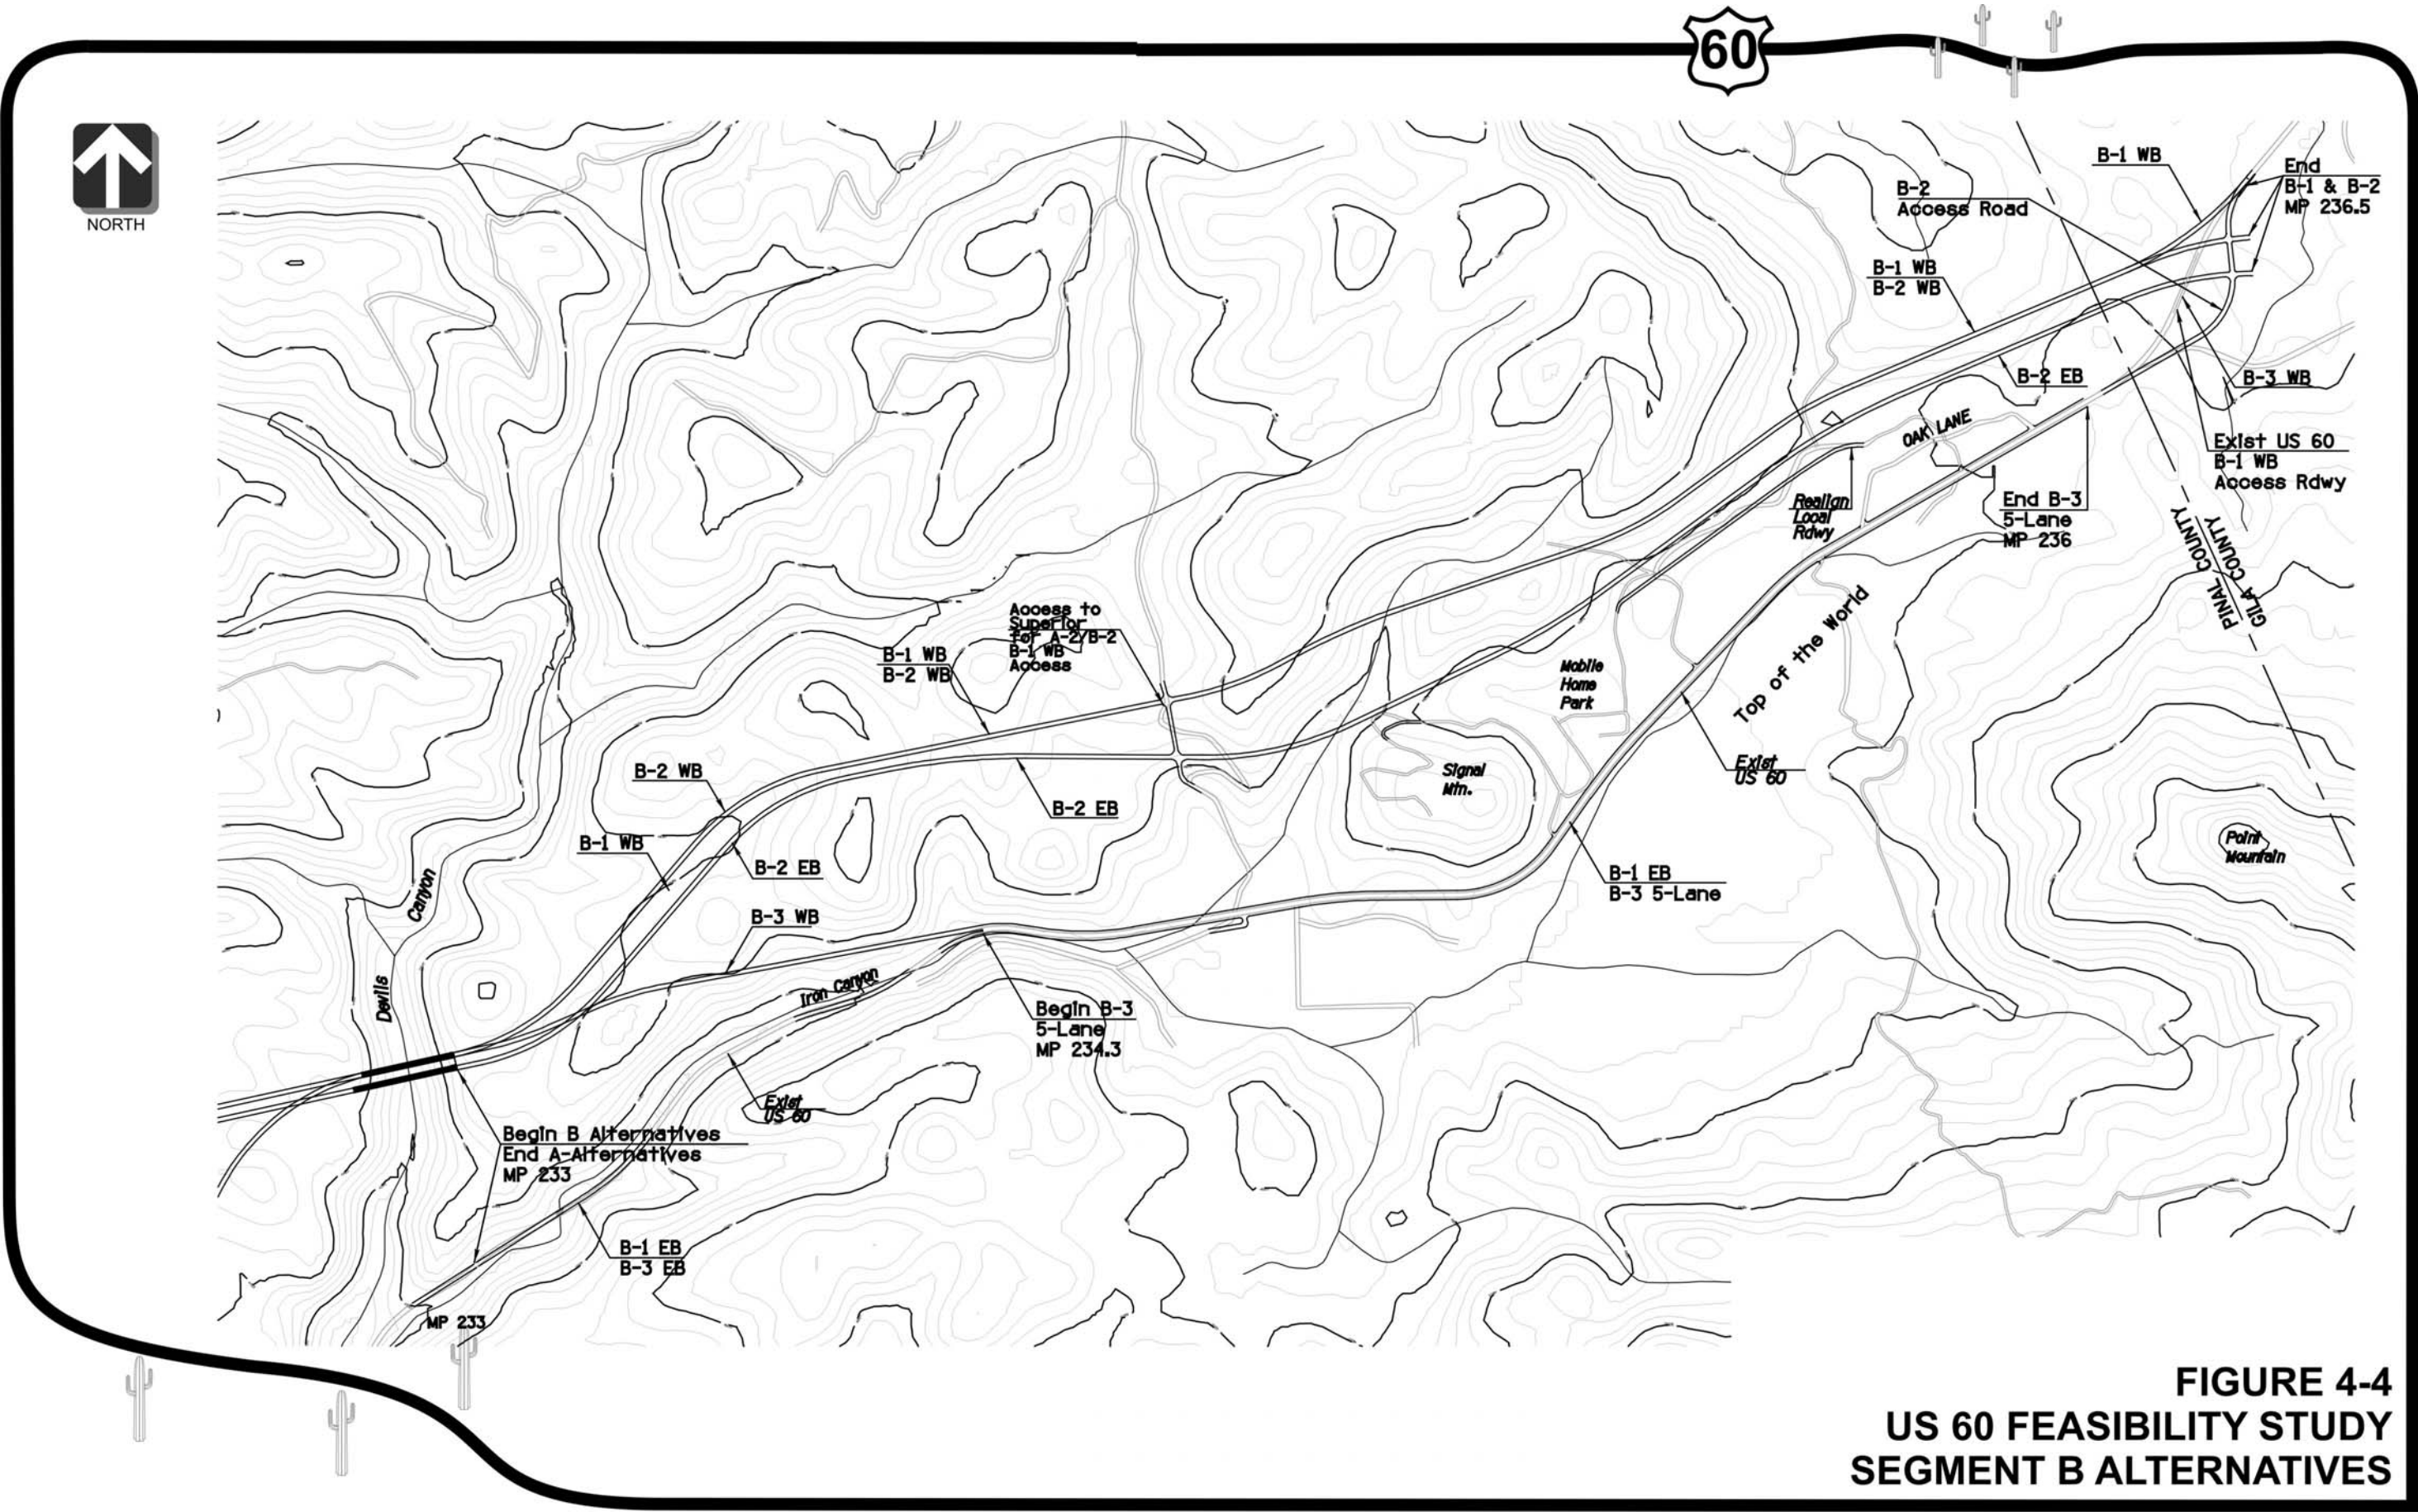 60
NORTH
B-1 WB
End
B-1 & B-2
MP 236.5
B-2
Access Road
B-1 WB
B-2 WB
B-2 EB
B-3 WB
OAK LANE
Exist US 60
B-1 WB
Access Rdwy
Realign
Local
Rdwy
End B-3
5-Lane
MP 236
PINAL COUNTY
GILA COUNTY
Access to
Superior
for A-2/B-2
B-1 WB
Access
B-1 WB
B-2 WB
Mobile
Home
Park
Top of the World
Exist
US 60
B-2 WB
Signal
Mtn.
B-2 EB
B-1 WB
B-2 EB
Point
Mountain
B-1 EB
B-3 5-Lane
Canyon
Devils
B-3 WB
Iron Canyon
Begin B-3
5-Lane
MP 234.3
Exist
US 60
Begin B Alternatives
End A-Alternatives
MP 233
B-1 EB
B-3 EB
MP 233
FIGURE 4-4
US 60 FEASIBILITY STUDY
SEGMENT B ALTERNATIVES